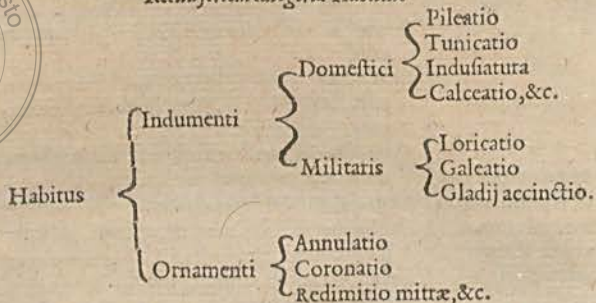 Pileatio
Tunicatio
Domestici
Indusiatura
Calceatio,&c.
Indumenti
Loricatio
Militaris
Galeatio
Gladij accinctio.
Habitus
Annulatio
Ornamenti
Coronatio
Redimitio mitræ,&c.